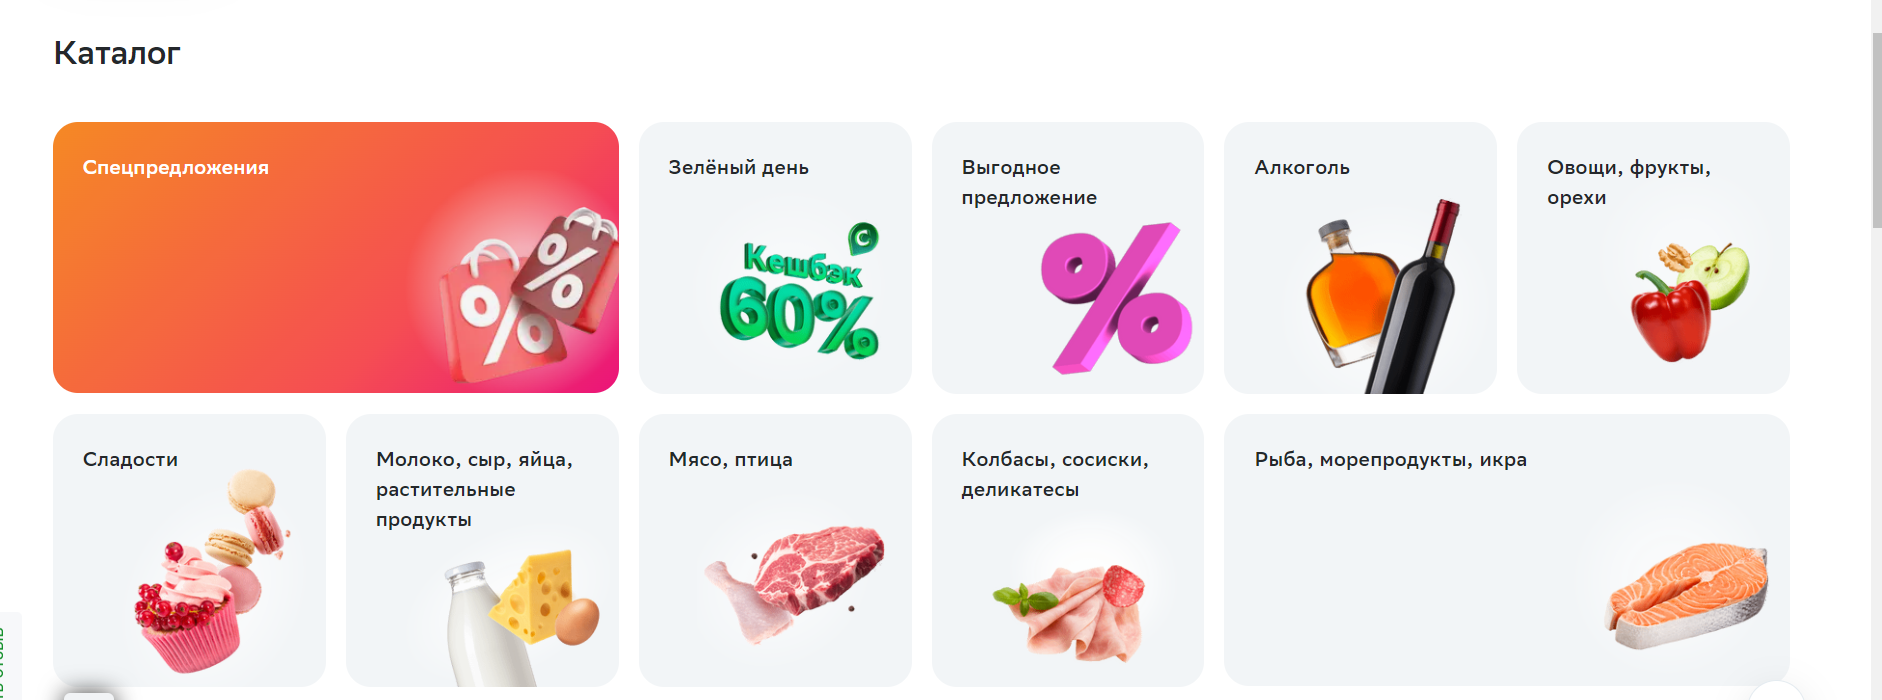 Каталог
Спецпредложения
Зелёный день
Кешбэк
60%
Выгодное
предложение
%
Алкоголь
Овощи, фрукты,
орехи
% %
Сладости
Молоко, сыр, яйца,
растительные
продукты
Мясо, птица
Колбасы, сосиски,
деликатесы
Рыба, морепродукты, икра